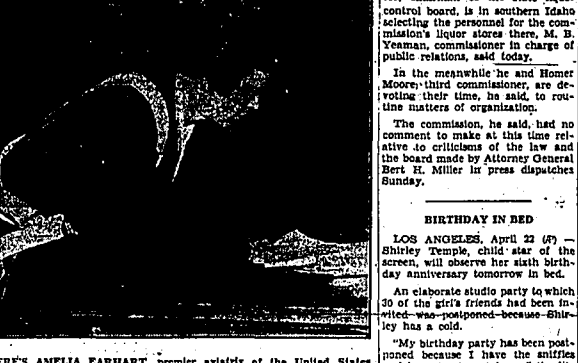 control board, is in southern Idaho
selecting the personnel for the com-
mission's liquor stores there, M. B.
Yeaman, commissioner in charge of
public relations, said today.
In the meanwhile he and Homer
Moore, third commissioner, are de-
voting their time, he said, to rou-
tine matters of organization.
The commission, he said, had no
comment to make at this time rel-
ative to criticisms of the law and
the board made by Attorney General
Bert H. Miller in press dispatches
Sunday.
BIRTHDAY IN BED
LOS ANGELES, April 22 (AP) —
Shirley Temple, child star of the
screen, will observe her sixth birth-
day anniversary tomorrow in bed.
An elaborate studio party to which
30 of the girl's friends had been in-
vited was postponed because Shir-
ley has a cold.
"My birthday party has been post-
poned because I have the sniffles
ERE'S AMELIA EARHART, premier aviatrix of the United States